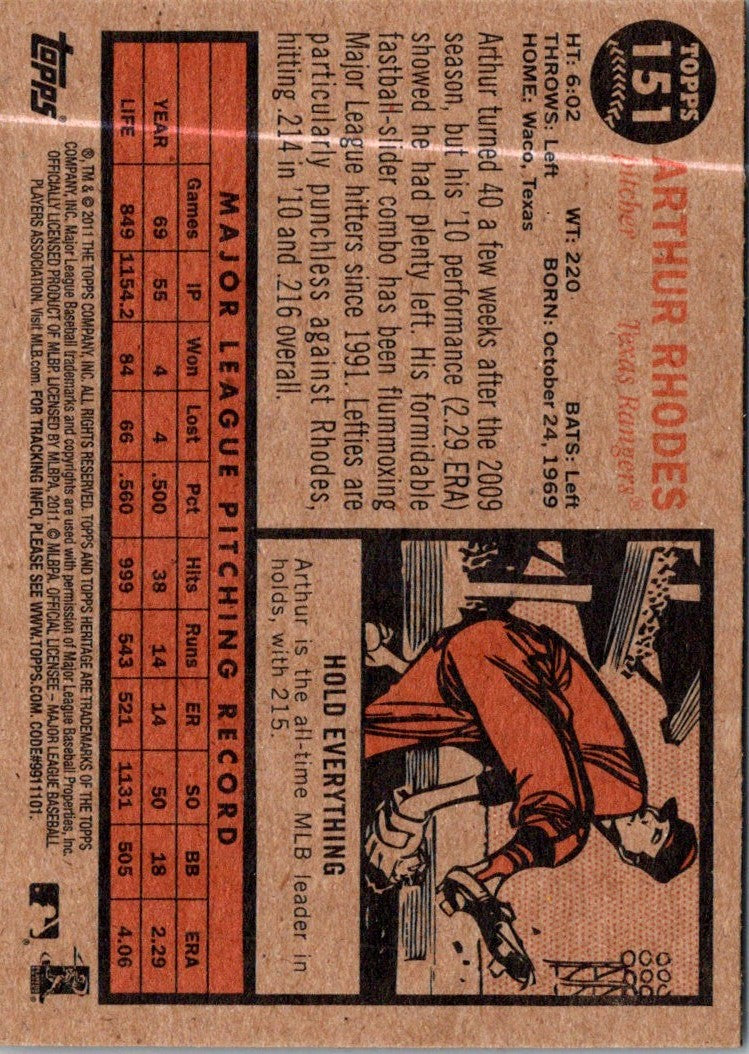 TOPPS
151
ARTHUR RHODES
pitcher Texas Rangers®
HT: 6:02 WT: 220 BATS: Left
THROWS: Left BORN: October 24, 1969
HOME: Waco, Texas
Arthur turned 40 a few weeks after the 2009
season, but his '10 performance (2.29 ERA)
showed he had plenty left. His formidable
fastball-slider combo has been flummoxing
Major League hitters since 1991. Lefties are
particularly punchless against Rhodes,
hitting .214 in '10 and .216 overall.
HOLD EVERYTHING
Arthur is the all-time MLB leader in
holds, with 215.
MAJOR LEAGUE PITCHING RECORD
YEAR Games IP Won Lost Pct Hits Runs ER SO BB ERA
69 55 4 4 .500 38 14 14 50 18 2.29
LIFE 849 1154.2 84 66 .560 999 543 521 1131 505 4.06
topps®
®, TM & © 2011 THE TOPPS COMPANY, INC. ALL RIGHTS RESERVED. TOPPS AND TOPPS HERITAGE ARE TRADEMARKS OF THE TOPPS
COMPANY, INC. Major League Baseball trademarks and copyrights are used with permission of Major League Baseball Properties, Inc./
OFFICIALLY LICENSED PRODUCT OF MLBP. LICENSED BY MLBPA, 2011. © MLBPA. OFFICIAL LICENSEE – MAJOR LEAGUE BASEBALL
PLAYERS ASSOCIATION. Visit MLB.com. FOR TRACKING INFO, PLEASE SEE WWW.TOPPS.COM. CODE#9911101.